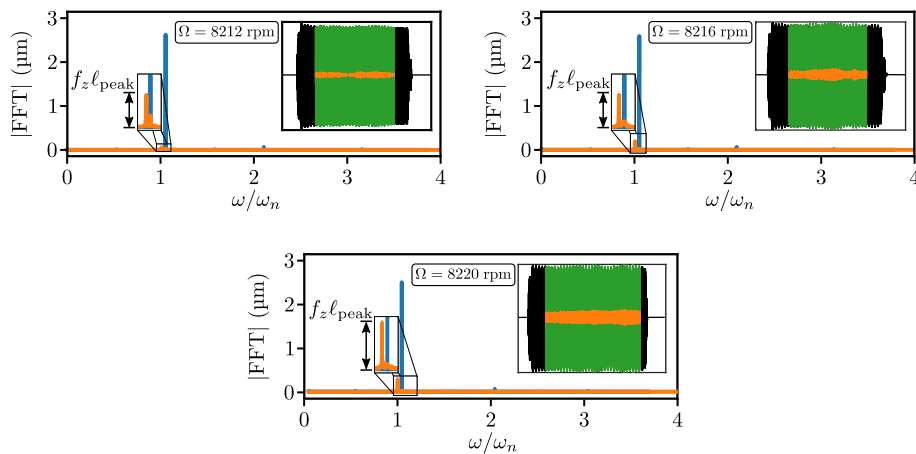 |FFT| (µm)
3
2
1
0
Ω = 8212 rpm
f_zℓ_peak
0 1 2 3 4
ω/ω_n
|FFT| (µm)
3
2
1
0
Ω = 8216 rpm
f_zℓ_peak
0 1 2 3 4
ω/ω_n
|FFT| (µm)
3
2
1
0
Ω = 8220 rpm
f_zℓ_peak
0 1 2 3 4
ω/ω_n